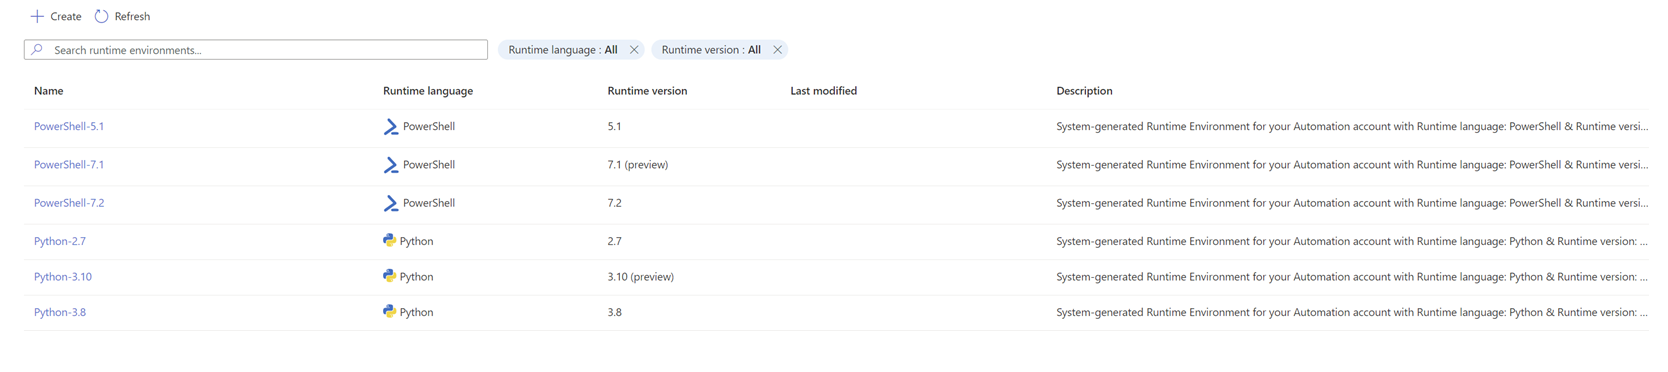 Create Refresh
Search runtime environments... Runtime language : All Runtime version : All
Name Runtime language Runtime version Last modified Description
PowerShell-5.1 PowerShell 5.1 System-generated Runtime Environment for your Automation account with Runtime language: PowerShell & Runtime versi...
PowerShell-7.1 PowerShell 7.1 (preview) System-generated Runtime Environment for your Automation account with Runtime language: PowerShell & Runtime versi...
PowerShell-7.2 PowerShell 7.2 System-generated Runtime Environment for your Automation account with Runtime language: PowerShell & Runtime versi...
Python-2.7 Python 2.7 System-generated Runtime Environment for your Automation account with Runtime language: Python & Runtime version: ...
Python-3.10 Python 3.10 (preview) System-generated Runtime Environment for your Automation account with Runtime language: Python & Runtime version: ...
Python-3.8 Python 3.8 System-generated Runtime Environment for your Automation account with Runtime language: Python & Runtime version: ...